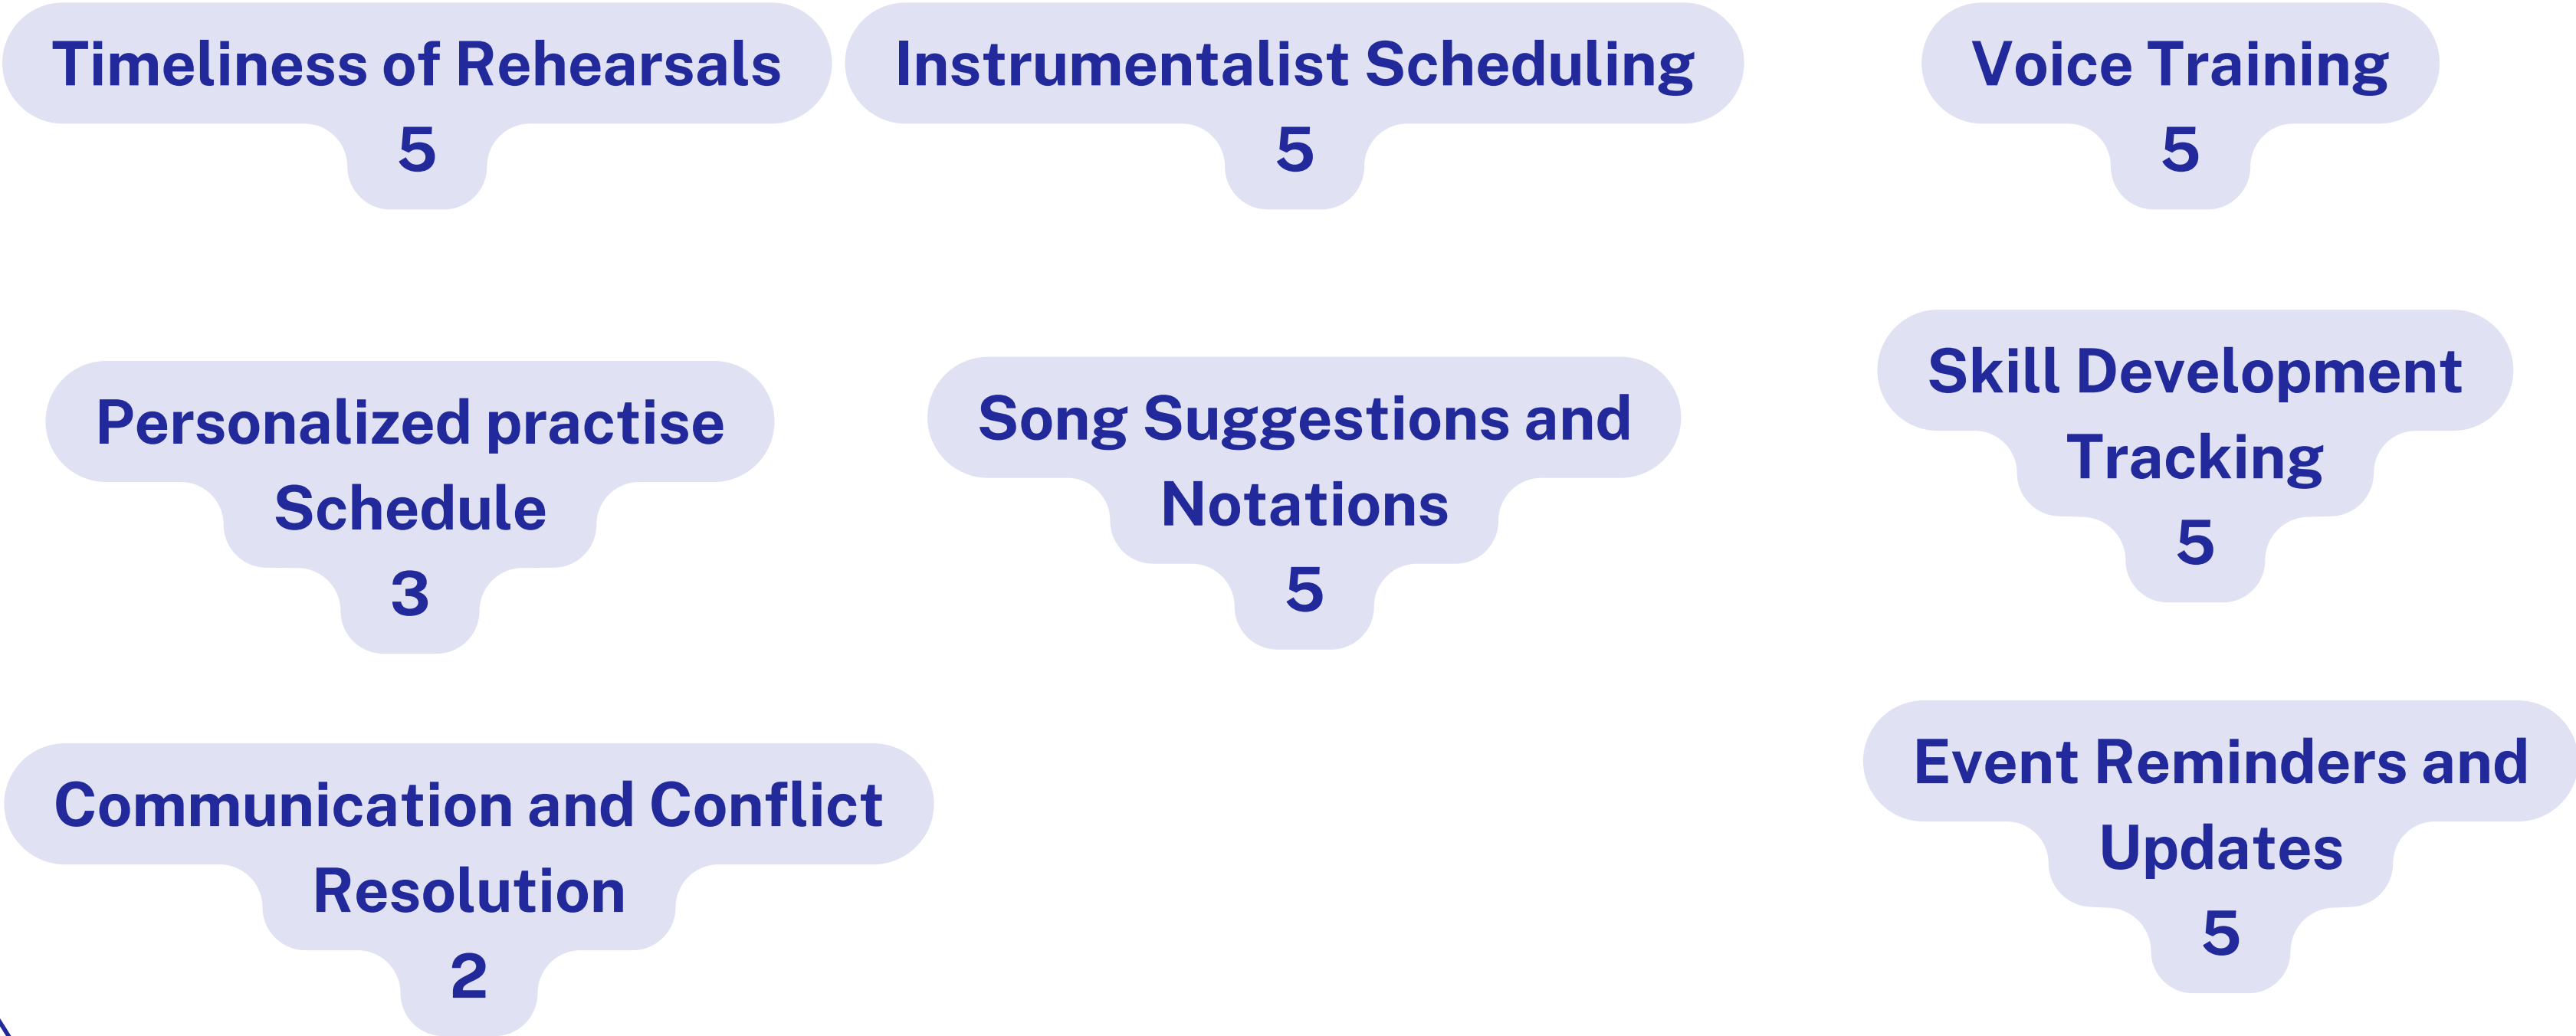 Timeliness of Rehearsals
5
Instrumentalist Scheduling
5
Voice Training
5
Personalized practise
Schedule
3
Song Suggestions and
Notations
5
Skill Development
Tracking
5
Communication and Conflict
Resolution
2
Event Reminders and
Updates
5